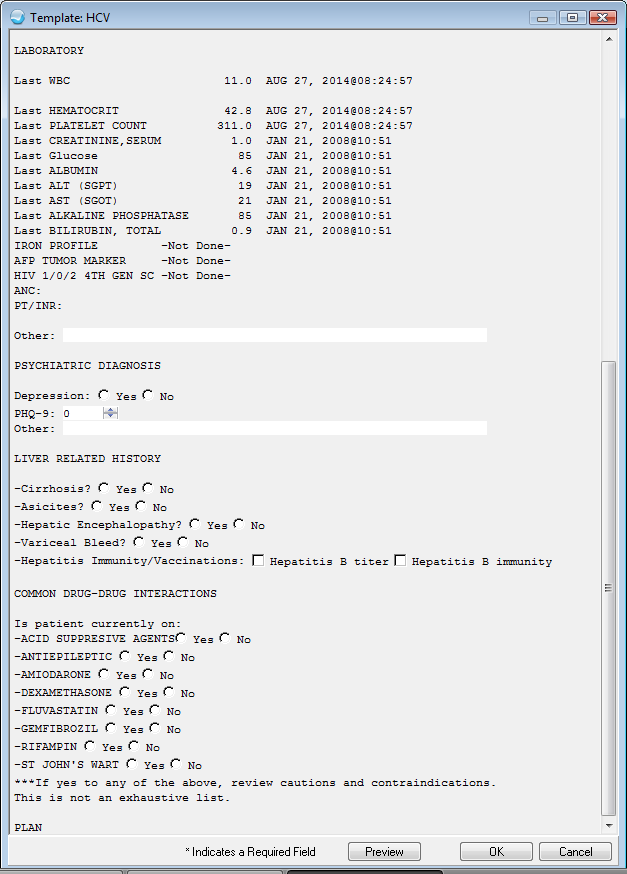 Template: HCV
LABORATORY
Last WBC 11.0 AUG 27, 2014@08:24:57
Last HEMATOCRIT 42.8 AUG 27, 2014@08:24:57
Last PLATELET COUNT 311.0 AUG 27, 2014@08:24:57
Last CREATININE,SERUM 1.0 JAN 21, 2008@10:51
Last Glucose 85 JAN 21, 2008@10:51
Last ALBUMIN 4.6 JAN 21, 2008@10:51
Last ALT (SGPT) 19 JAN 21, 2008@10:51
Last AST (SGOT) 21 JAN 21, 2008@10:51
Last ALKALINE PHOSPHATASE 85 JAN 21, 2008@10:51
Last BILIRUBIN, TOTAL 0.9 JAN 21, 2008@10:51
IRON PROFILE -Not Done-
AFP TUMOR MARKER -Not Done-
HIV 1/0/2 4TH GEN SC -Not Done-
ANC:
PT/INR:
Other:
PSYCHIATRIC DIAGNOSIS
Depression: Yes No
PHQ-9: 0
Other:
LIVER RELATED HISTORY
-Cirrhosis? Yes No
-Asicites? Yes No
-Hepatic Encephalopathy? Yes No
-Variceal Bleed? Yes No
-Hepatitis Immunity/Vaccinations: Hepatitis B titer Hepatitis B immunity
COMMON DRUG-DRUG INTERACTIONS
Is patient currently on:
-ACID SUPPRESIVE AGENTS Yes No
-ANTIEPILEPTIC Yes No
-AMIODARONE Yes No
-DEXAMETHASONE Yes No
-FLUVASTATIN Yes No
-GEMFIBROZIL Yes No
-RIFAMPIN Yes No
-ST JOHN'S WART Yes No
***If yes to any of the above, review cautions and contraindications.
This is not an exhaustive list.
PLAN
* Indicates a Required Field Preview OK Cancel